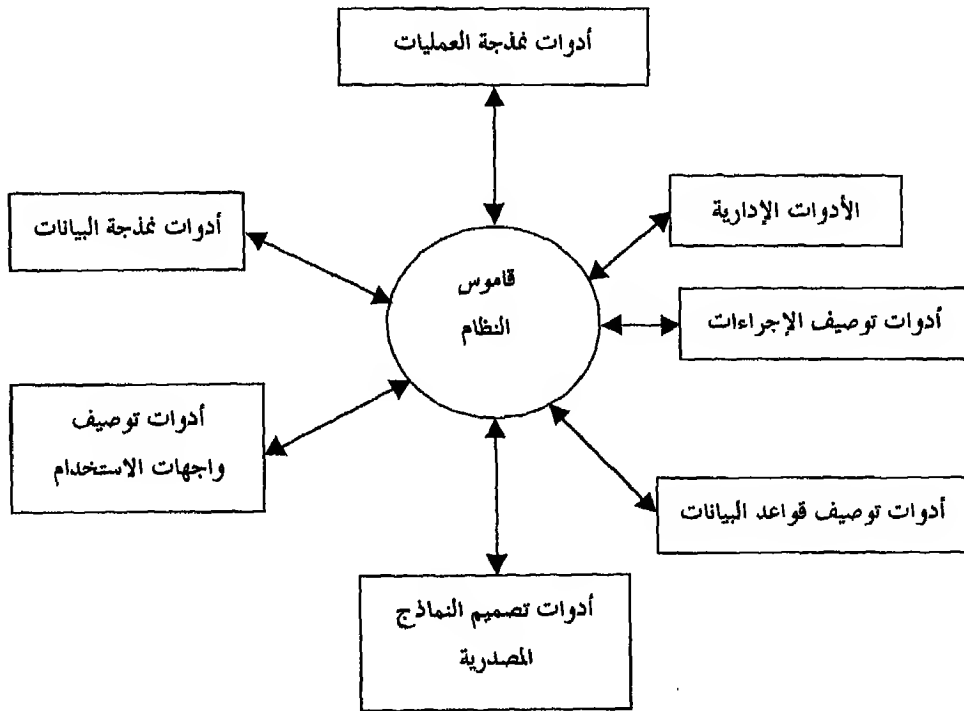 أدوات نمذجة العمليات
الأدوات الإدارية
أدوات نمذجة البيانات
قاموس
النظام
أدوات توصيف الإجراءات
أدوات توصيف
واجهات الاستخدام
أدوات توصيف قواعد البيانات
أدوات تصميم النماذج
المصدرية